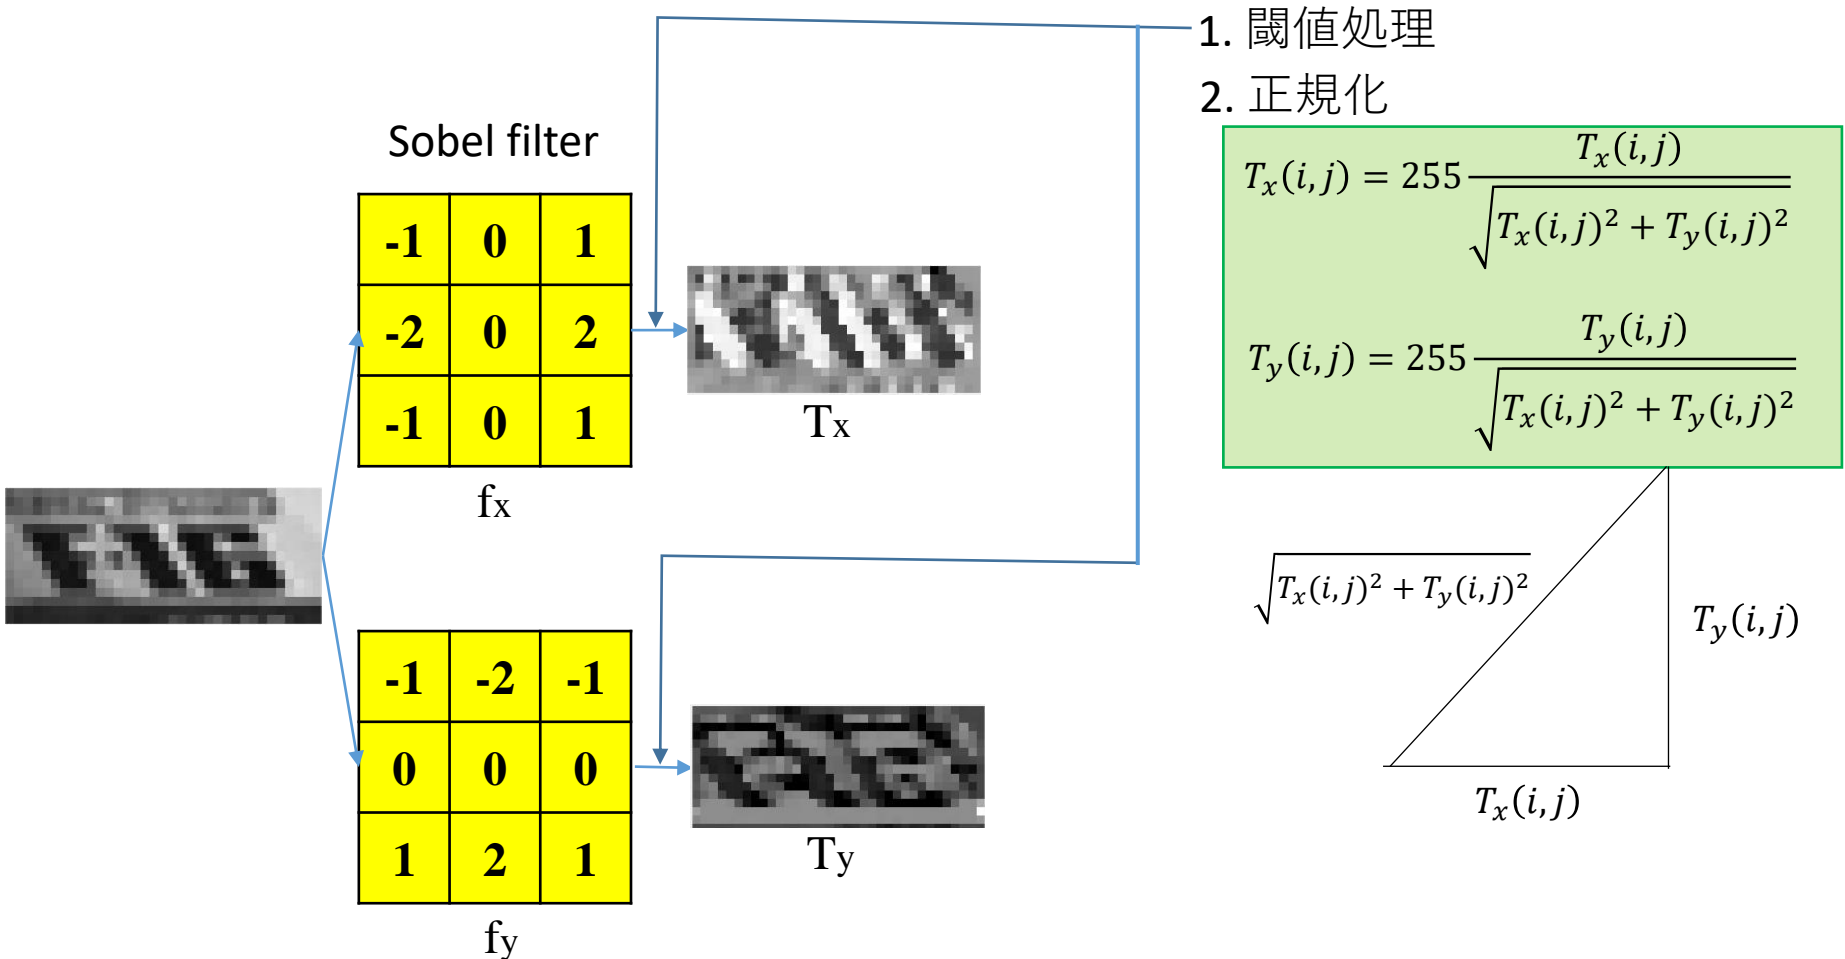 1. 閾値処理
2. 正規化
Sobel filter
-1 0 1
-2 0 2
-1 0 1
fx
Tx
-1 -2 -1
0 0 0
1 2 1
fy
Ty
T_x(i,j) = 255 T_x(i,j) / √(T_x(i,j)² + T_y(i,j)²)
T_y(i,j) = 255 T_y(i,j) / √(T_x(i,j)² + T_y(i,j)²)
√(T_x(i,j)² + T_y(i,j)²)
T_y(i,j)
T_x(i,j)